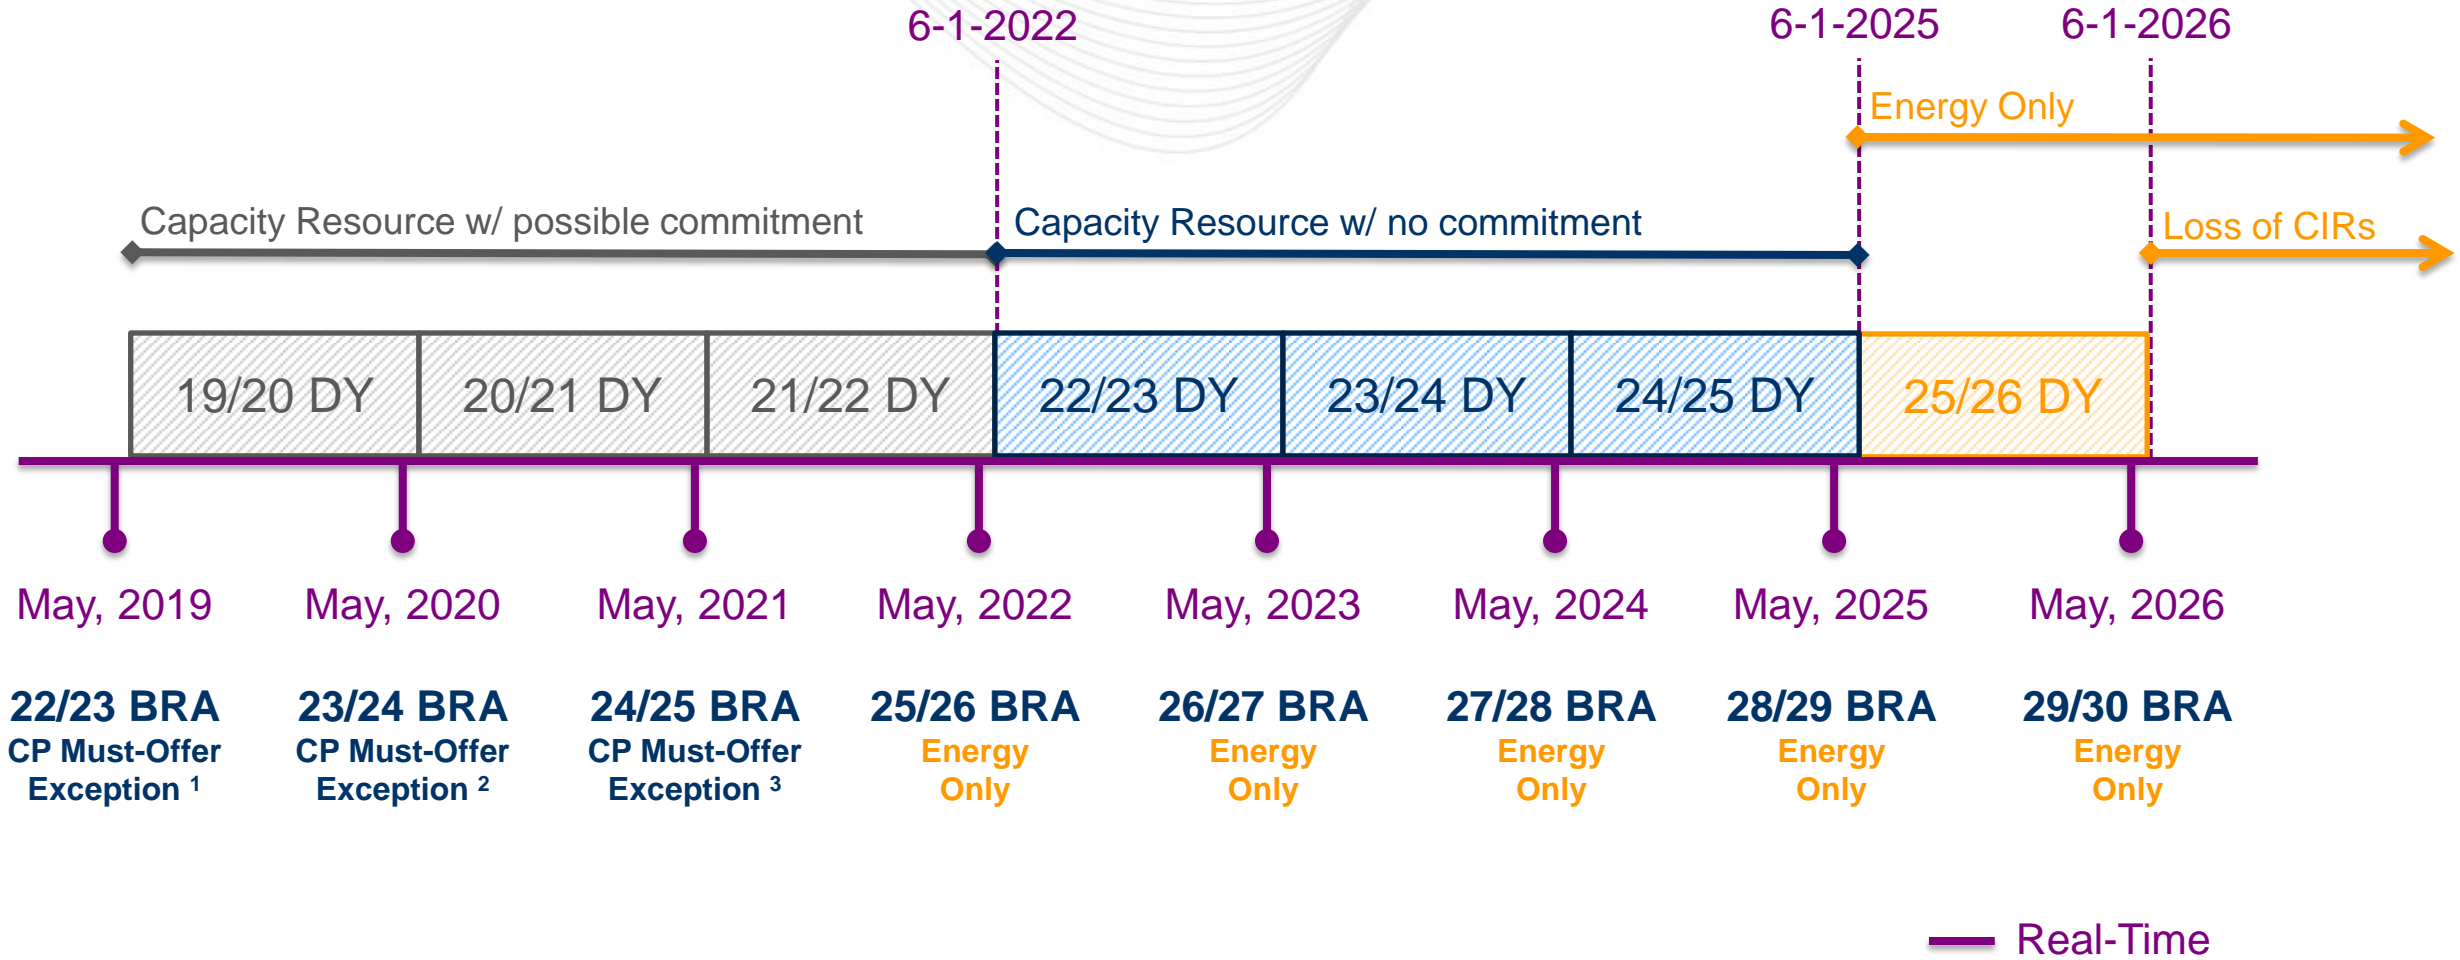 6-1-2022
6-1-2025
6-1-2026
Energy Only
Capacity Resource w/ possible commitment
Capacity Resource w/ no commitment
Loss of CIRs
19/20 DY
20/21 DY
21/22 DY
22/23 DY
23/24 DY
24/25 DY
25/26 DY
May, 2019
May, 2020
May, 2021
May, 2022
May, 2023
May, 2024
May, 2025
May, 2026
22/23 BRA
CP Must-Offer
Exception ¹
23/24 BRA
CP Must-Offer
Exception ²
24/25 BRA
CP Must-Offer
Exception ³
25/26 BRA
Energy
Only
26/27 BRA
Energy
Only
27/28 BRA
Energy
Only
28/29 BRA
Energy
Only
29/30 BRA
Energy
Only
Real-Time